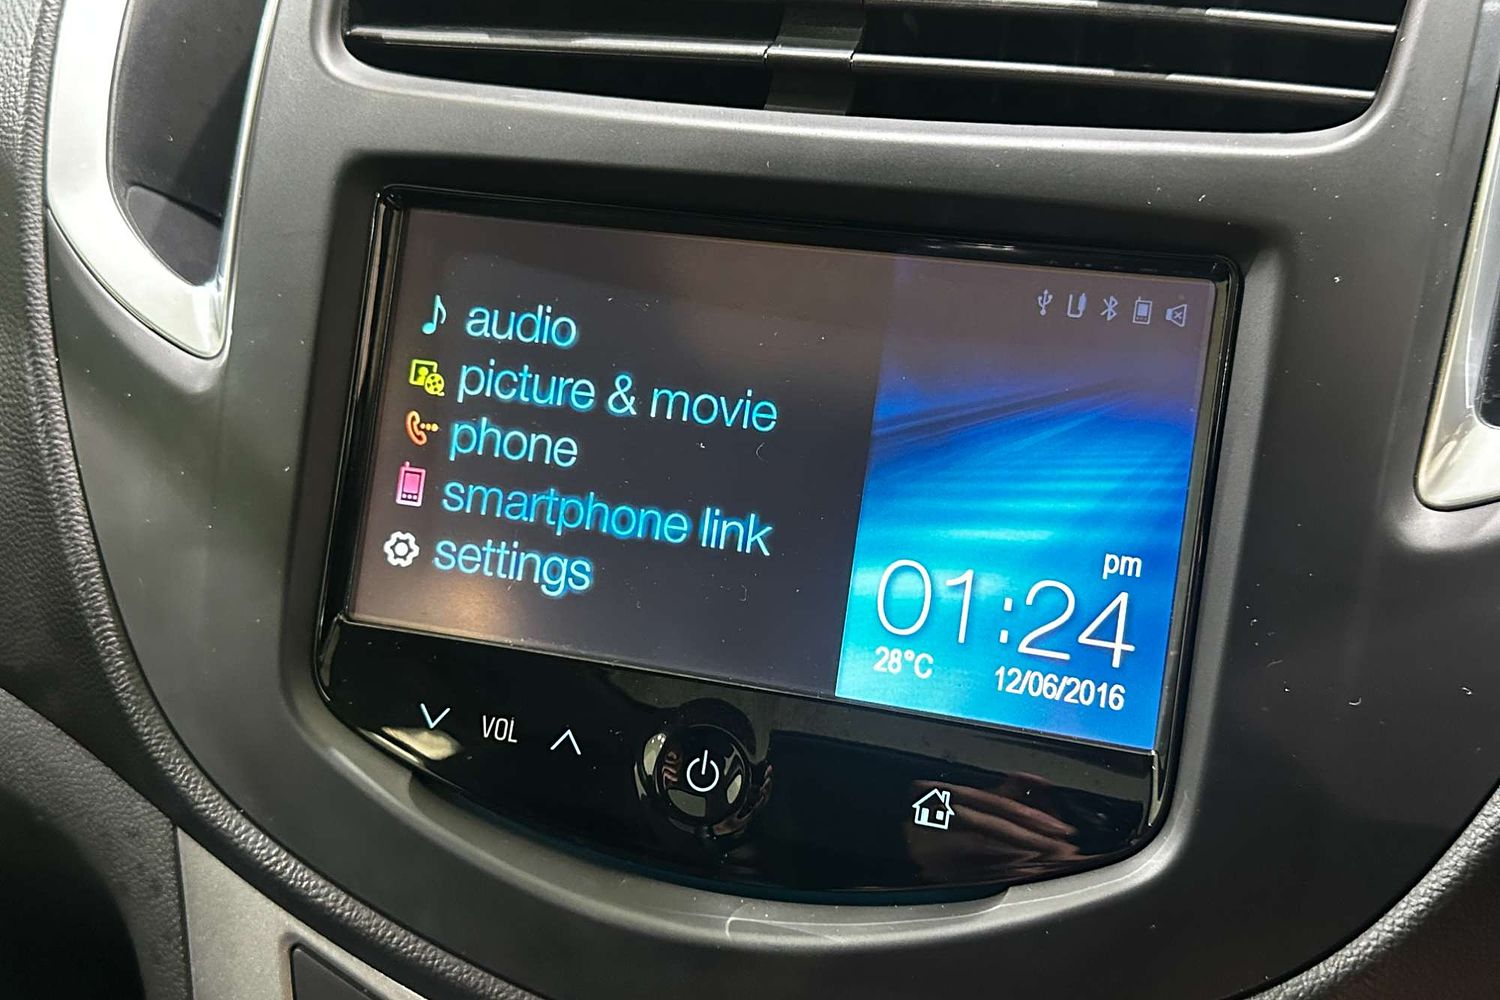 audio
picture & movie
phone
smartphone link
settings
pm
01:24
28°C
12/06/2016
VOL